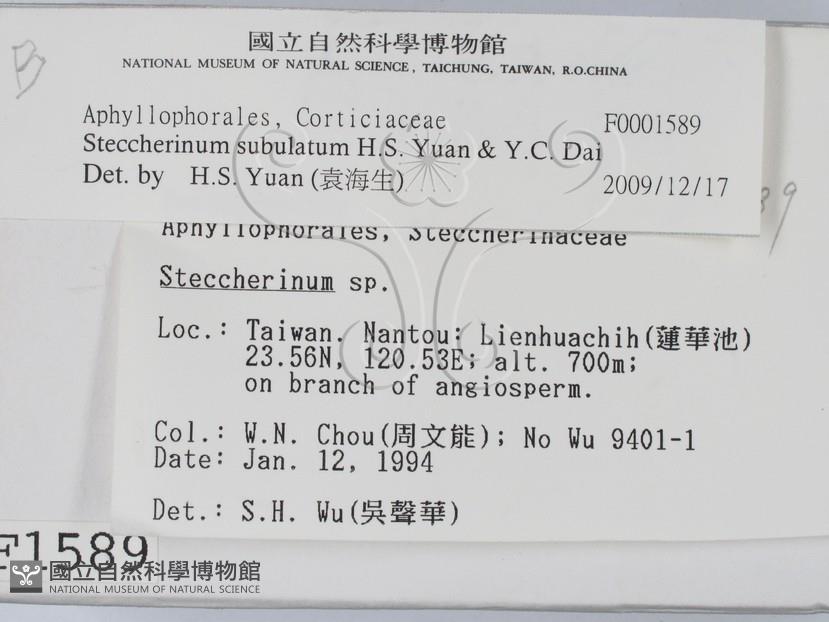 B
國立自然科學博物館
NATIONAL MUSEUM OF NATURAL SCIENCE, TAICHUNG, TAIWAN, R.O.CHINA
Aphyllophorales, Corticiaceae F0001589
Steccherinum subulatum H.S. Yuan & Y.C. Dai
Det. by H.S. Yuan (袁海生) 2009/12/17
89
Aphyllophorales, Steccherinaceae
Steccherinum sp.
Loc.: Taiwan. Nantou: Lienhuachih(蓮華池)
23.56N, 120.53E; alt. 700m;
on branch of angiosperm.
Col.: W.N. Chou(周文能); No Wu 9401-1
Date: Jan. 12, 1994
Det.: S.H. Wu(吳聲華)
F1589
國立自然科學博物館
NATIONAL MUSEUM OF NATURAL SCIENCE